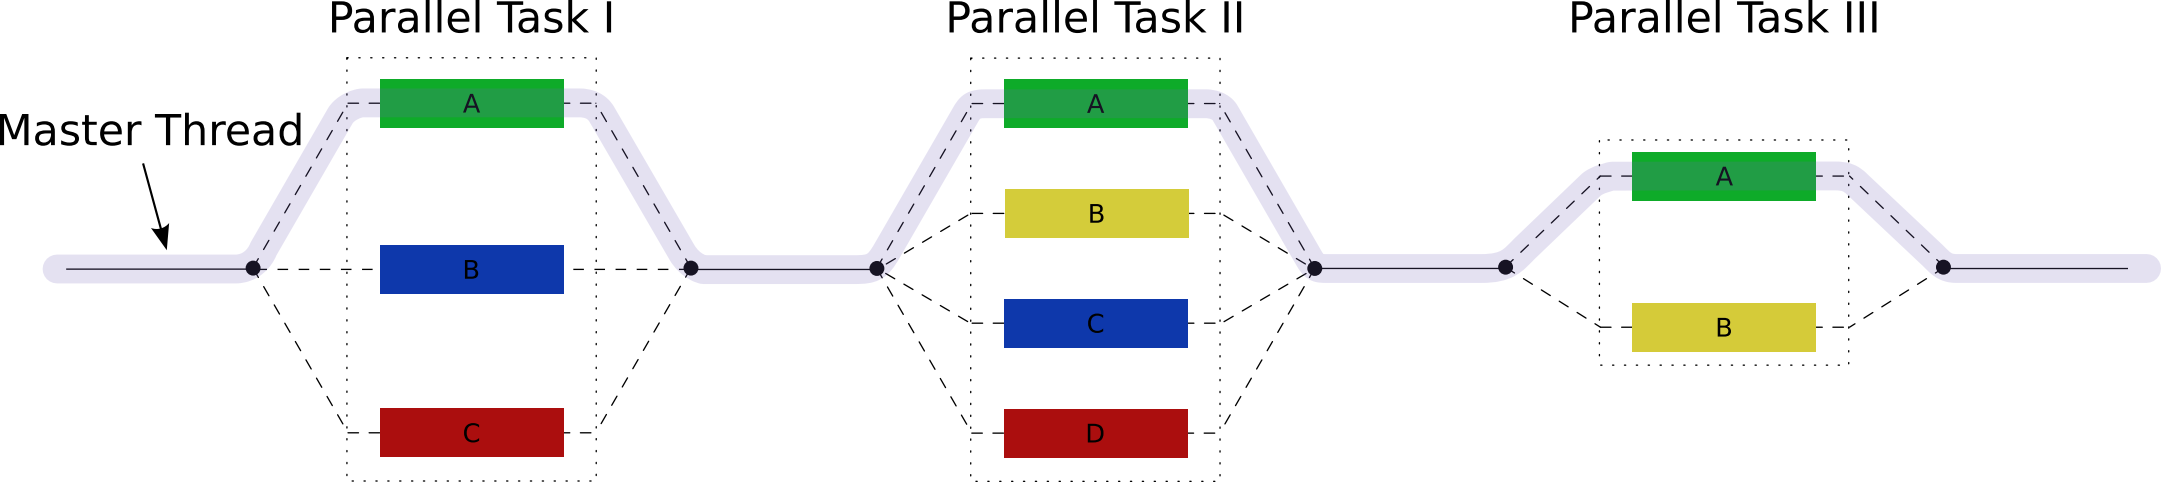 Parallel Task I
Parallel Task II
Parallel Task III
Master Thread
A
B
C
A
B
C
D
A
B